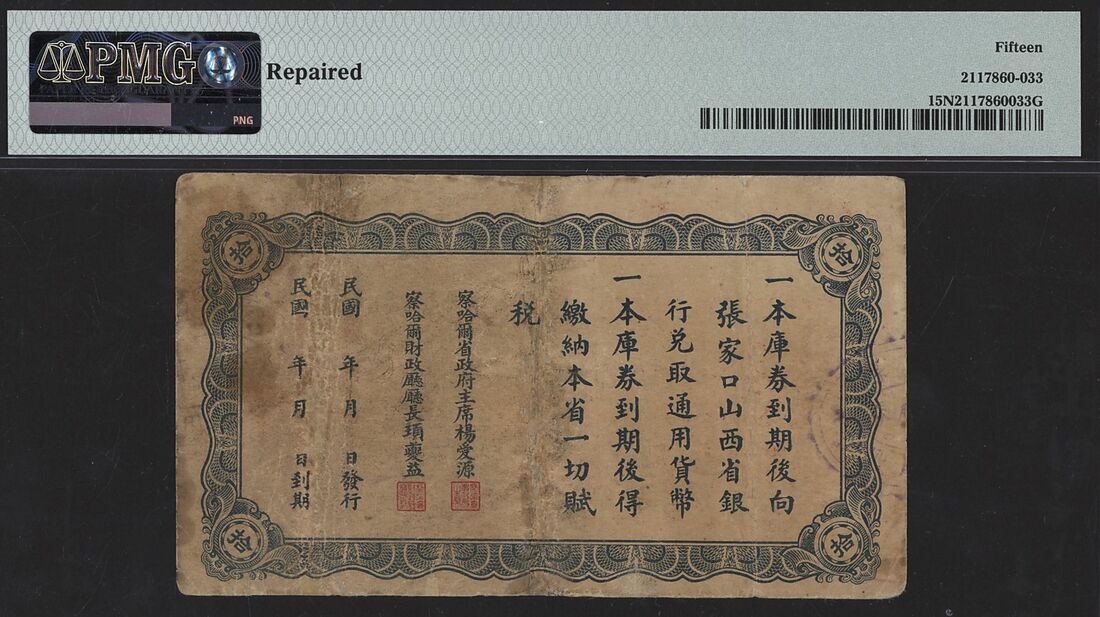 PMG
PNG
Repaired
Fifteen
2117860-033
15N2117860033G
拾
拾
一本庫券到期後向
張家口山西省銀
行兌取通用貨幣
一本庫券到期後得
繳納本省一切賦
税
察哈爾省政府主席楊愛源
察哈爾財政廳廳長頊夔益
民國 年 月 日發行
民國 年 月 日到期
拾
拾